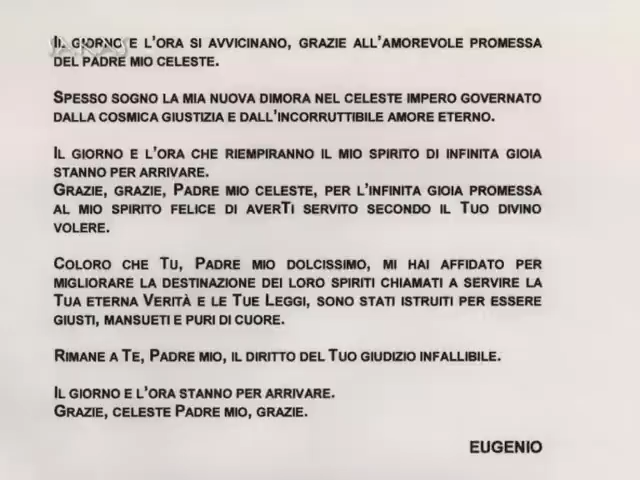 IL GIORNO E L'ORA SI AVVICINANO, GRAZIE ALL'AMOREVOLE PROMESSA
DEL PADRE MIO CELESTE.
SPESSO SOGNO LA MIA NUOVA DIMORA NEL CELESTE IMPERO GOVERNATO
DALLA COSMICA GIUSTIZIA E DALL'INCORRUTTIBILE AMORE ETERNO.
IL GIORNO E L'ORA CHE RIEMPIRANNO IL MIO SPIRITO DI INFINITA GIOIA
STANNO PER ARRIVARE.
GRAZIE, GRAZIE, PADRE MIO CELESTE, PER L'INFINITA GIOIA PROMESSA
AL MIO SPIRITO FELICE DI AVERTI SERVITO SECONDO IL TUO DIVINO
VOLERE.
COLORO CHE TU, PADRE MIO DOLCISSIMO, MI HAI AFFIDATO PER
MIGLIORARE LA DESTINAZIONE DEI LORO SPIRITI CHIAMATI A SERVIRE LA
TUA ETERNA VERITÀ E LE TUE LEGGI, SONO STATI ISTRUITI PER ESSERE
GIUSTI, MANSUETI E PURI DI CUORE.
RIMANE A TE, PADRE MIO, IL DIRITTO DEL TUO GIUDIZIO INFALLIBILE.
IL GIORNO E L'ORA STANNO PER ARRIVARE.
GRAZIE, CELESTE PADRE MIO, GRAZIE.
EUGENIO